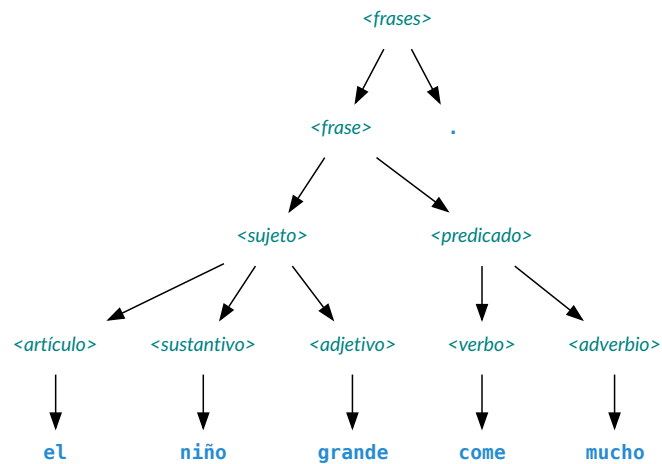 <frases>
<frase> .
<sujeto> <predicado>
<artículo> <sustantivo> <adjetivo> <verbo> <adverbio>
el niño grande come mucho